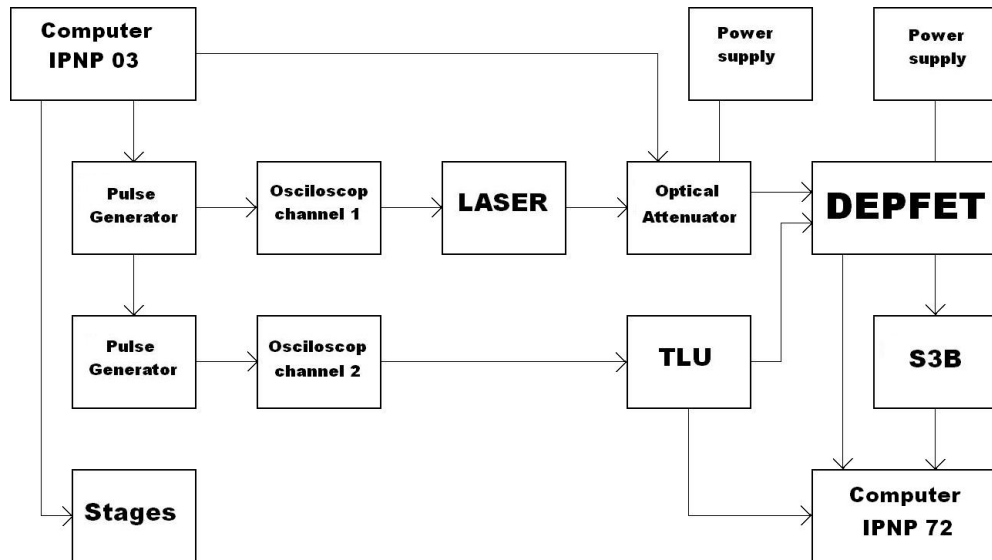 Computer
IPNP 03
Power
supply
Power
supply
Pulse
Generator
Osciloscop
channel 1
LASER
Optical
Attenuator
DEPFET
Pulse
Generator
Osciloscop
channel 2
TLU
S3B
Stages
Computer
IPNP 72